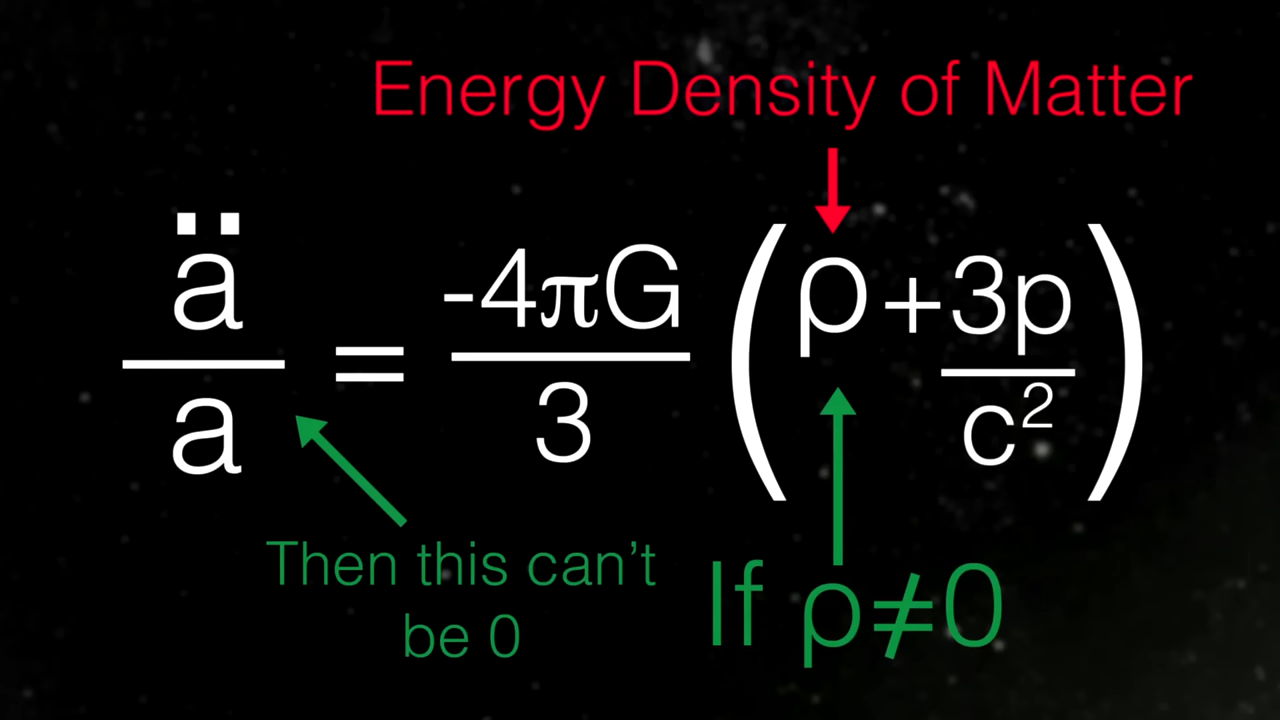 Energy Density of Matter
ä/a = -4πG/3 (ρ + 3p/c²)
Then this can’t
be 0
If ρ≠0